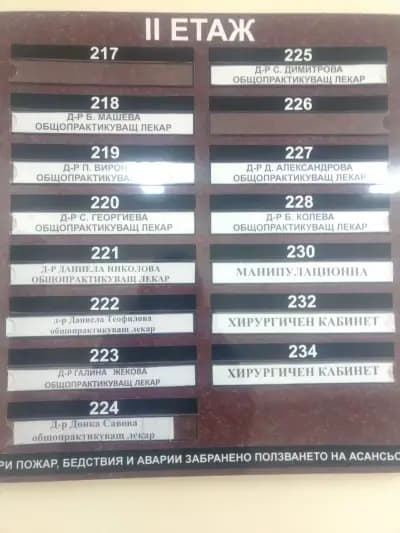 II ЕТАЖ
217
218
Д-Р Б. МАШЕВА
ОБЩОПРАКТИКУВАЩ ЛЕКАР
219
Д-Р П. ВИРОН
220
Д-Р С. ГЕОРГИЕВА
ОБЩОПРАКТИКУВАЩ ЛЕКАР
221
Д-Р ДАНИЕЛА НИКОЛОВА
ОБЩОПРАКТИКУВАЩ ЛЕКАР
222
д-р Даниела Теофилова
общопрактикуващ лекар
223
Д-Р ГАЛИНА ЖЕКОВА
ОБЩОПРАКТИКУВАЩ ЛЕКАР
224
Д-р Донка Савова
общопрактикуващ лекар
225
Д-Р С. ДИМИТРОВА
ОБЩОПРАКТИКУВАЩ ЛЕКАР
226
227
Д-Р Д. АЛЕКСАНДРОВА
ОБЩОПРАКТИКУВАЩ ЛЕКАР
228
Д-Р Б. КОЛЕВА
ОБЩОПРАКТИКУВАЩ ЛЕКАР
230
МАНИПУЛАЦИОННА
232
ХИРУРГИЧЕН КАБИНЕТ
234
ХИРУРГИЧЕН КАБИНЕТ
РИ ПОЖАР, БЕДСТВИЯ И АВАРИИ ЗАБРАНЕНО ПОЛЗВАНЕТО НА АСАНСЬО